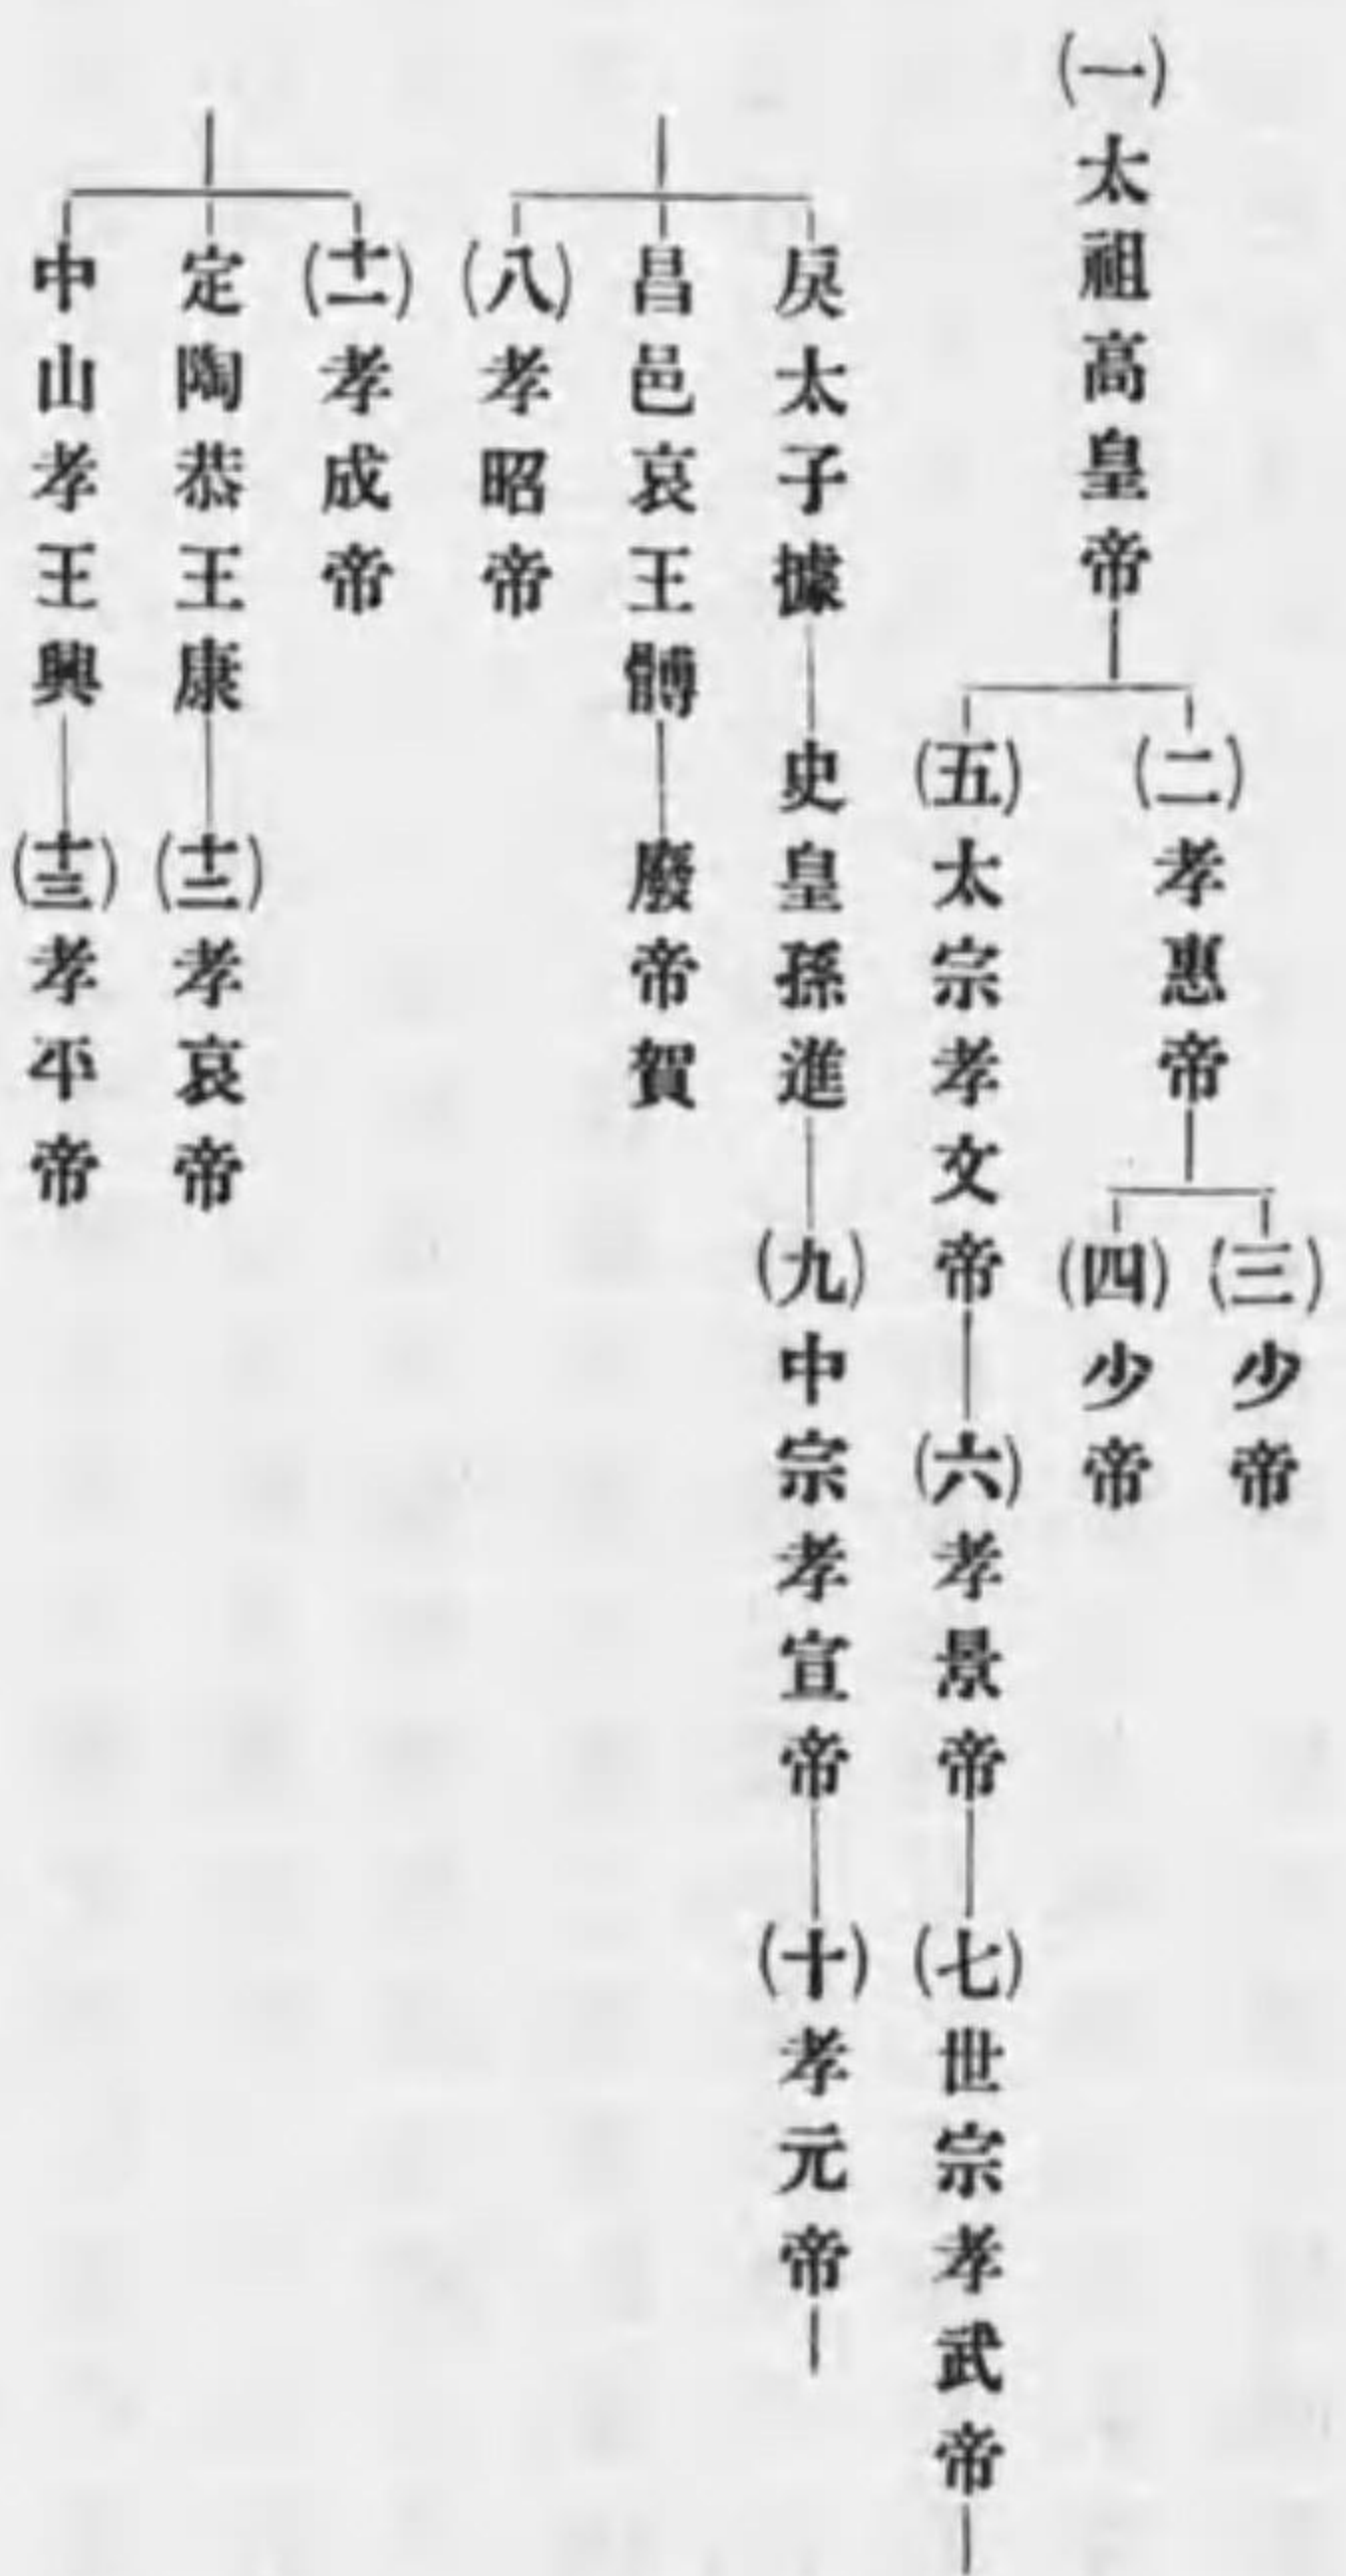 (一)太祖高皇帝
(二)孝惠帝
(三)少帝
(四)少帝
(五)太宗孝文帝
(六)孝景帝
(七)世宗孝武帝
戾太子據
史皇孫進
(九)中宗孝宣帝
(十)孝元帝
昌邑哀王髆
廢帝賀
(八)孝昭帝
(十一)孝成帝
定陶恭王康
(十二)孝哀帝
中山孝王興
(十三)孝平帝